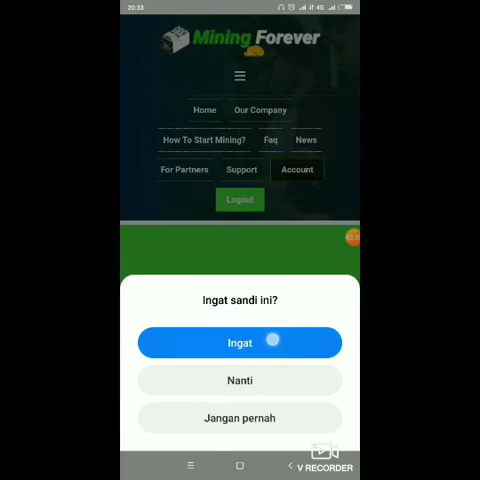 20:33
4G
Mining Forever
Home Our Company
How To Start Mining? Faq News
For Partners Support Account
Logout
Ingat sandi ini?
Ingat
Nanti
Jangan pernah
V RECORDER